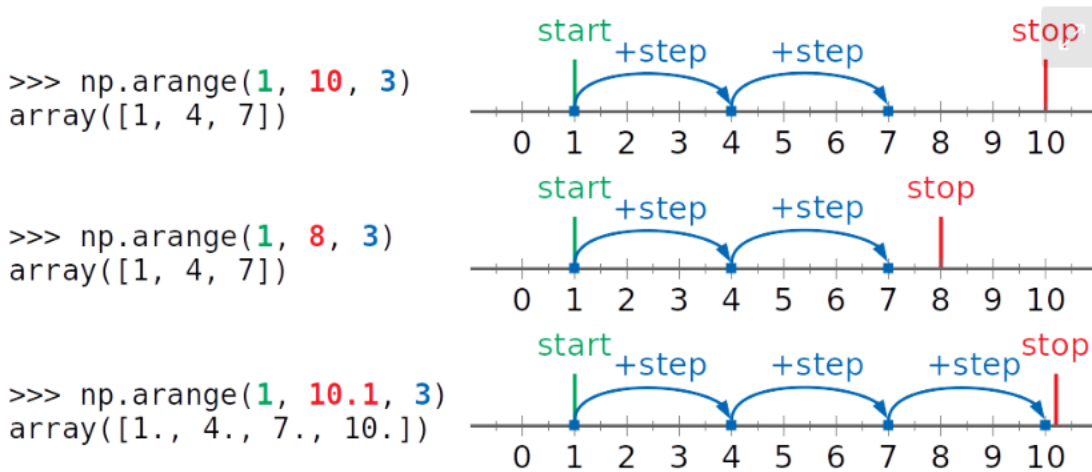 start
stop
+step +step
>>> np.arange(1, 10, 3)
array([1, 4, 7])
0 1 2 3 4 5 6 7 8 9 10
start
stop
+step +step
>>> np.arange(1, 8, 3)
array([1, 4, 7])
0 1 2 3 4 5 6 7 8 9 10
start
stop
+step +step +step
>>> np.arange(1, 10.1, 3)
array([1., 4., 7., 10.])
0 1 2 3 4 5 6 7 8 9 10